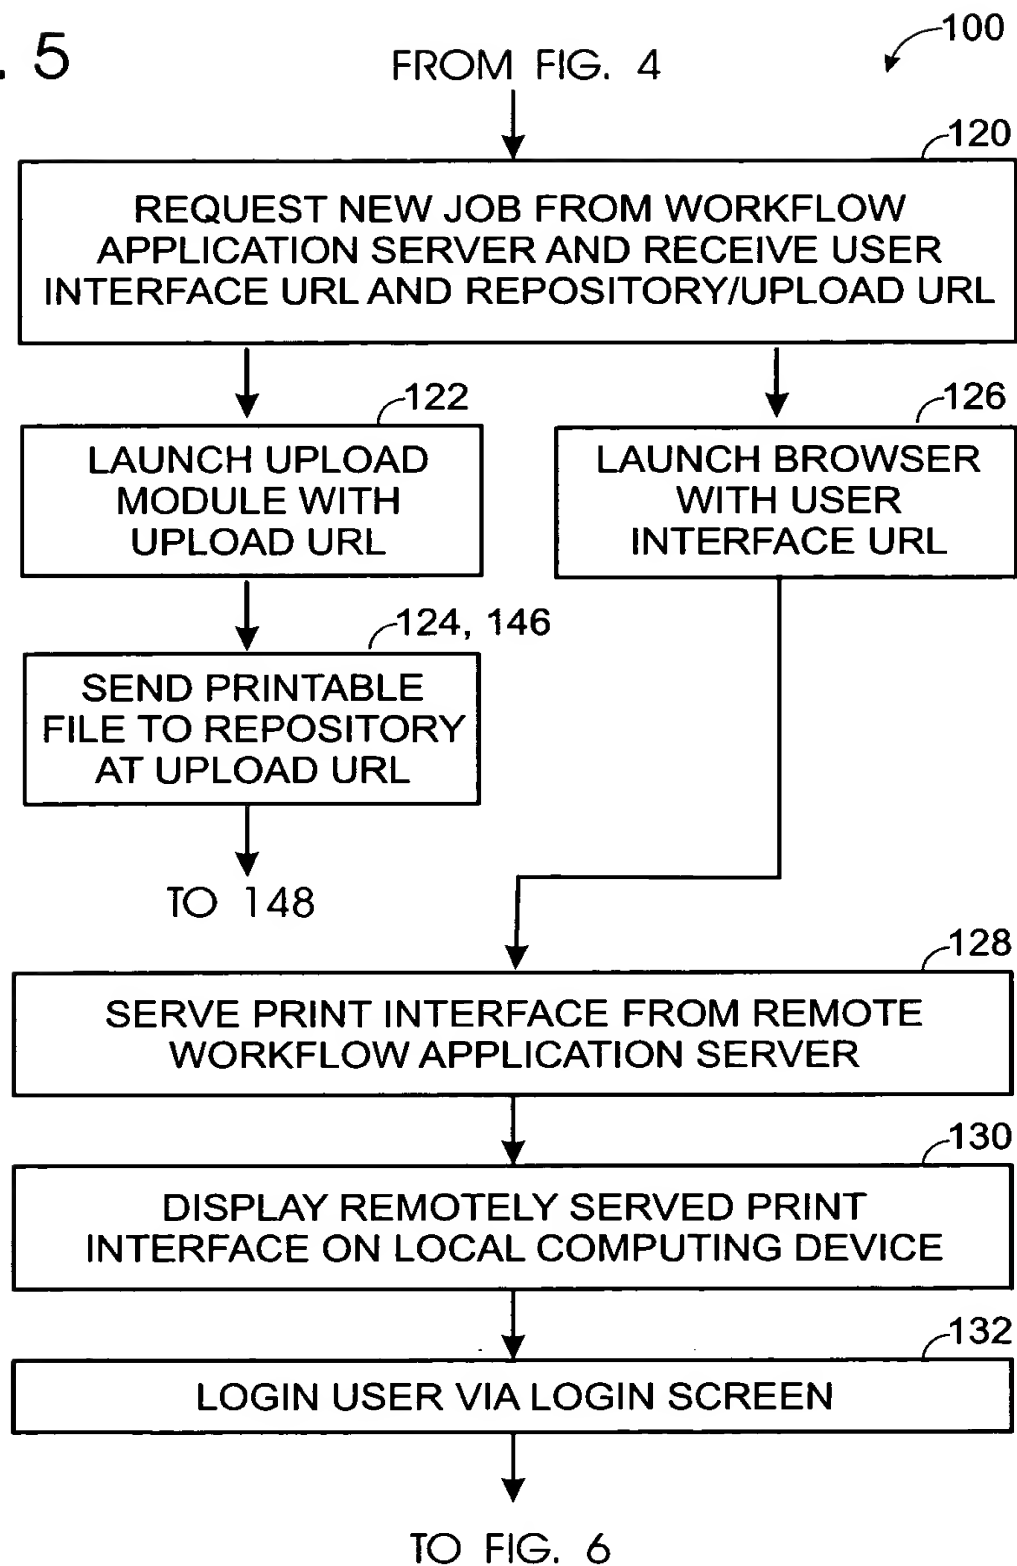 . 5
FROM FIG. 4
100
120
REQUEST NEW JOB FROM WORKFLOW
APPLICATION SERVER AND RECEIVE USER
INTERFACE URL AND REPOSITORY/UPLOAD URL
122
LAUNCH UPLOAD
MODULE WITH
UPLOAD URL
126
LAUNCH BROWSER
WITH USER
INTERFACE URL
124, 146
SEND PRINTABLE
FILE TO REPOSITORY
AT UPLOAD URL
TO 148
128
SERVE PRINT INTERFACE FROM REMOTE
WORKFLOW APPLICATION SERVER
130
DISPLAY REMOTELY SERVED PRINT
INTERFACE ON LOCAL COMPUTING DEVICE
132
LOGIN USER VIA LOGIN SCREEN
TO FIG. 6